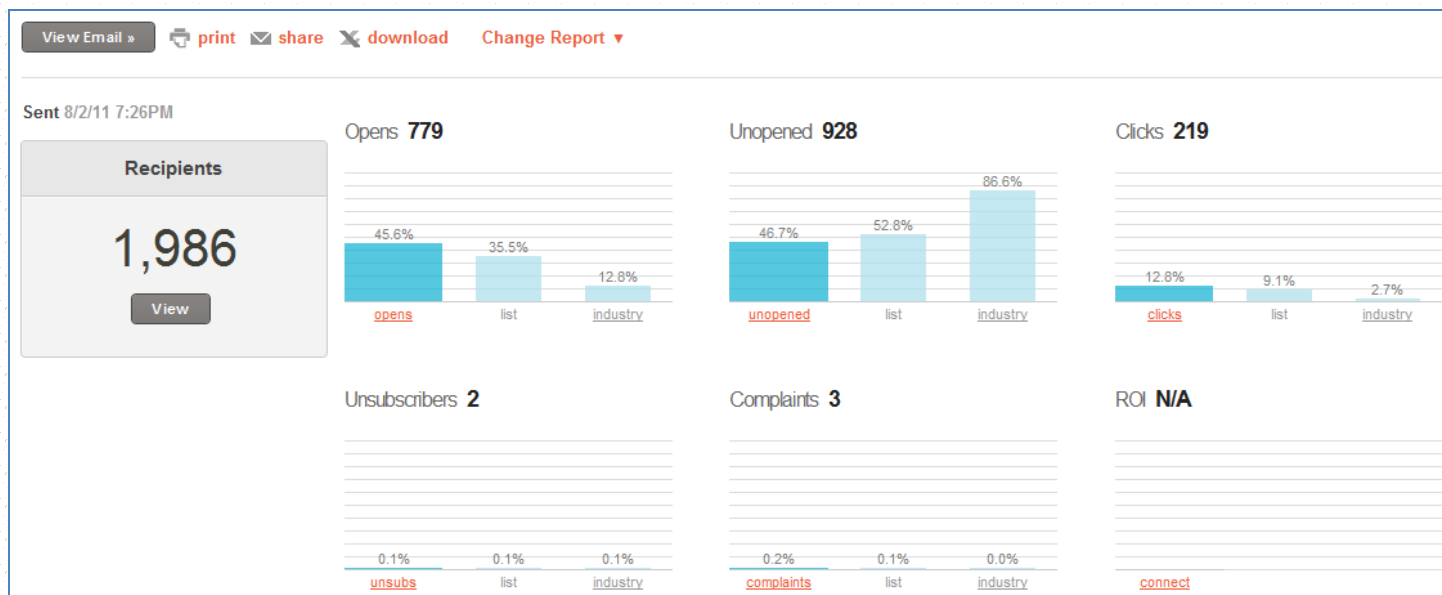 View Email » print share download Change Report ▼
Sent 8/2/11 7:26PM
Recipients
1,986
View
Opens 779
45.6% 35.5% 12.8%
opens list industry
Unopened 928
46.7% 52.8% 86.6%
unopened list industry
Clicks 219
12.8% 9.1% 2.7%
clicks list industry
Unsubscribers 2
0.1% 0.1% 0.1%
unsubs list industry
Complaints 3
0.2% 0.1% 0.0%
complaints list industry
ROI N/A
connect